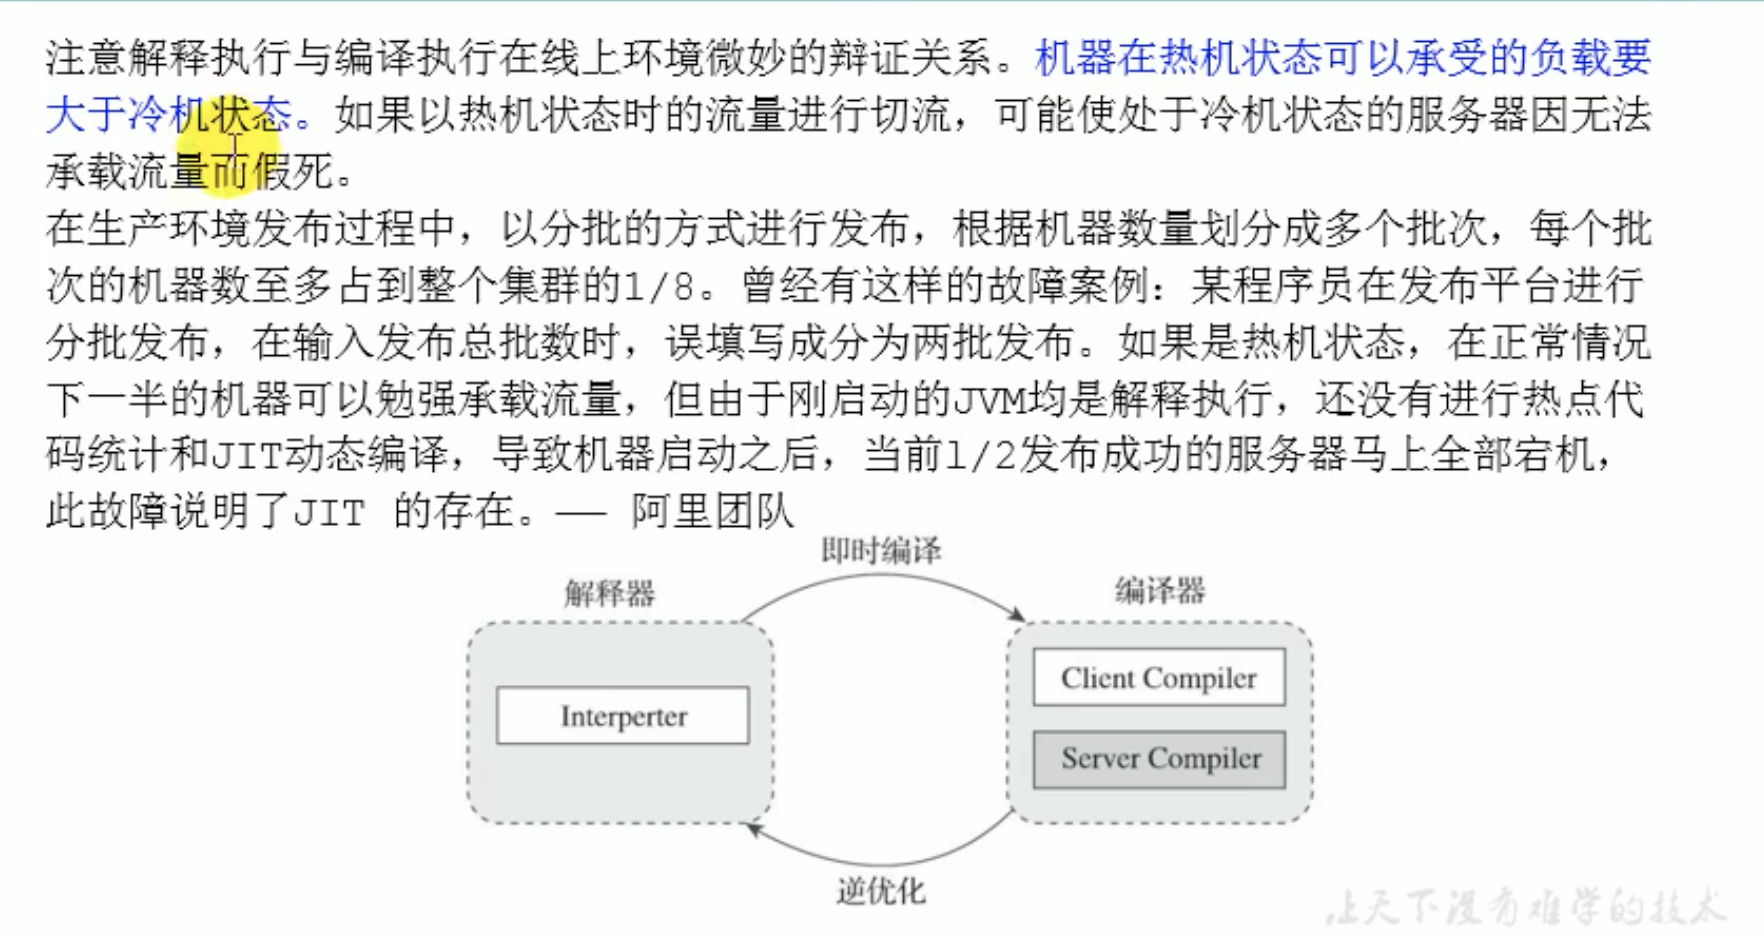 注意解释执行与编译执行在线上环境微妙的辩证关系。机器在热机状态可以承受的负载要
大于冷机状态。如果以热机状态时的流量进行切流，可能使处于冷机状态的服务器因无法
承载流量而假死。
在生产环境发布过程中，以分批的方式进行发布，根据机器数量划分成多个批次，每个批
次的机器数至多占到整个集群的1/8。曾经有这样的故障案例：某程序员在发布平台进行
分批发布，在输入发布总批数时，误填写成分为两批发布。如果是热机状态，在正常情况
下一半的机器可以勉强承载流量，但由于刚启动的JVM均是解释执行，还没有进行热点代
码统计和JIT动态编译，导致机器启动之后，当前1/2发布成功的服务器马上全部宕机，
此故障说明了JIT 的存在。—— 阿里团队
即时编译
解释器
编译器
Client Compiler
Interperter
Server Compiler
逆优化
让天下没有难学的技术